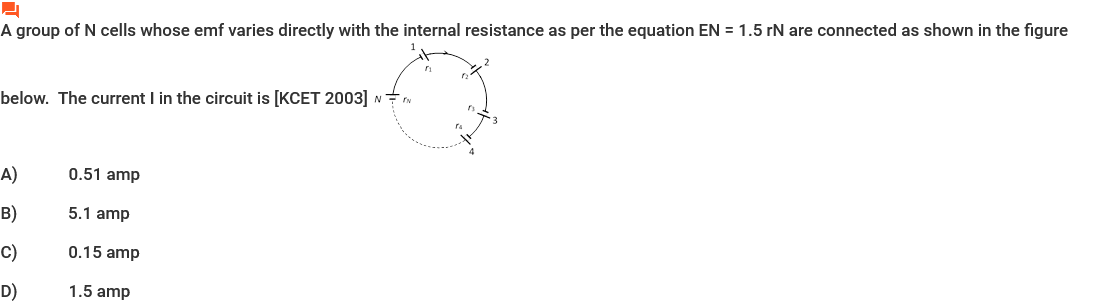 A group of N cells whose emf varies directly with the internal resistance as per the equation EN = 1.5 rN are connected as shown in the figure
below. The current I in the circuit is [KCET 2003]
1
r1
2
r2
N
rN
r3
3
r4
4
A) 0.51 amp
B) 5.1 amp
C) 0.15 amp
D) 1.5 amp